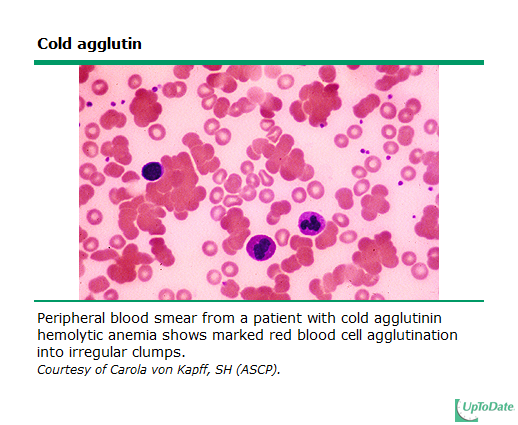 Cold agglutin
Peripheral blood smear from a patient with cold agglutinin
hemolytic anemia shows marked red blood cell agglutination
into irregular clumps.
Courtesy of Carola von Kapff, SH (ASCP).
UpToDate